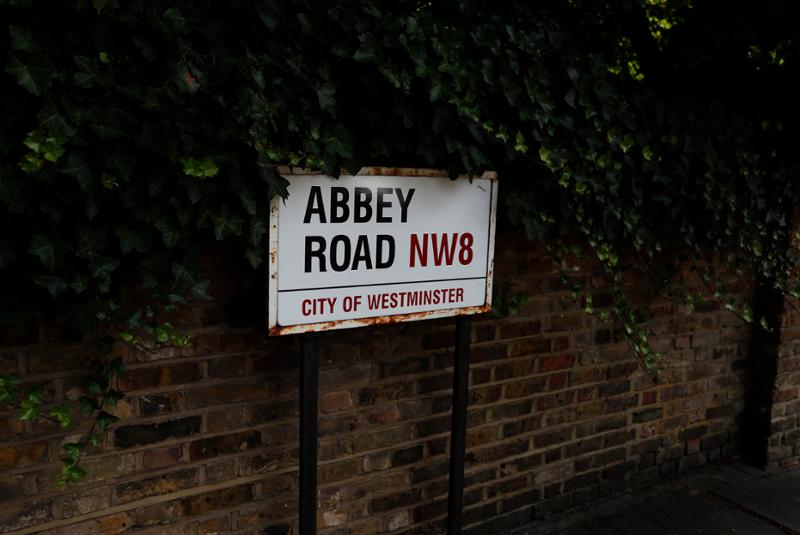 ABBEY
ROAD NW8
CITY OF WESTMINSTER